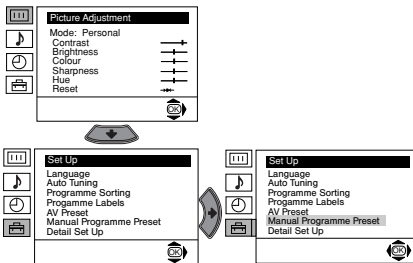 Picture Adjustment
Mode: Personal
Contrast
Brightness
Colour
Sharpness
Hue
Reset
OK
Set Up
Language
Auto Tuning
Programme Sorting
Progamme Labels
AV Preset
Manual Programme Preset
Detail Set Up
OK
Set Up
Language
Auto Tuning
Programme Sorting
Progamme Labels
AV Preset
Manual Programme Preset
Detail Set Up
OK